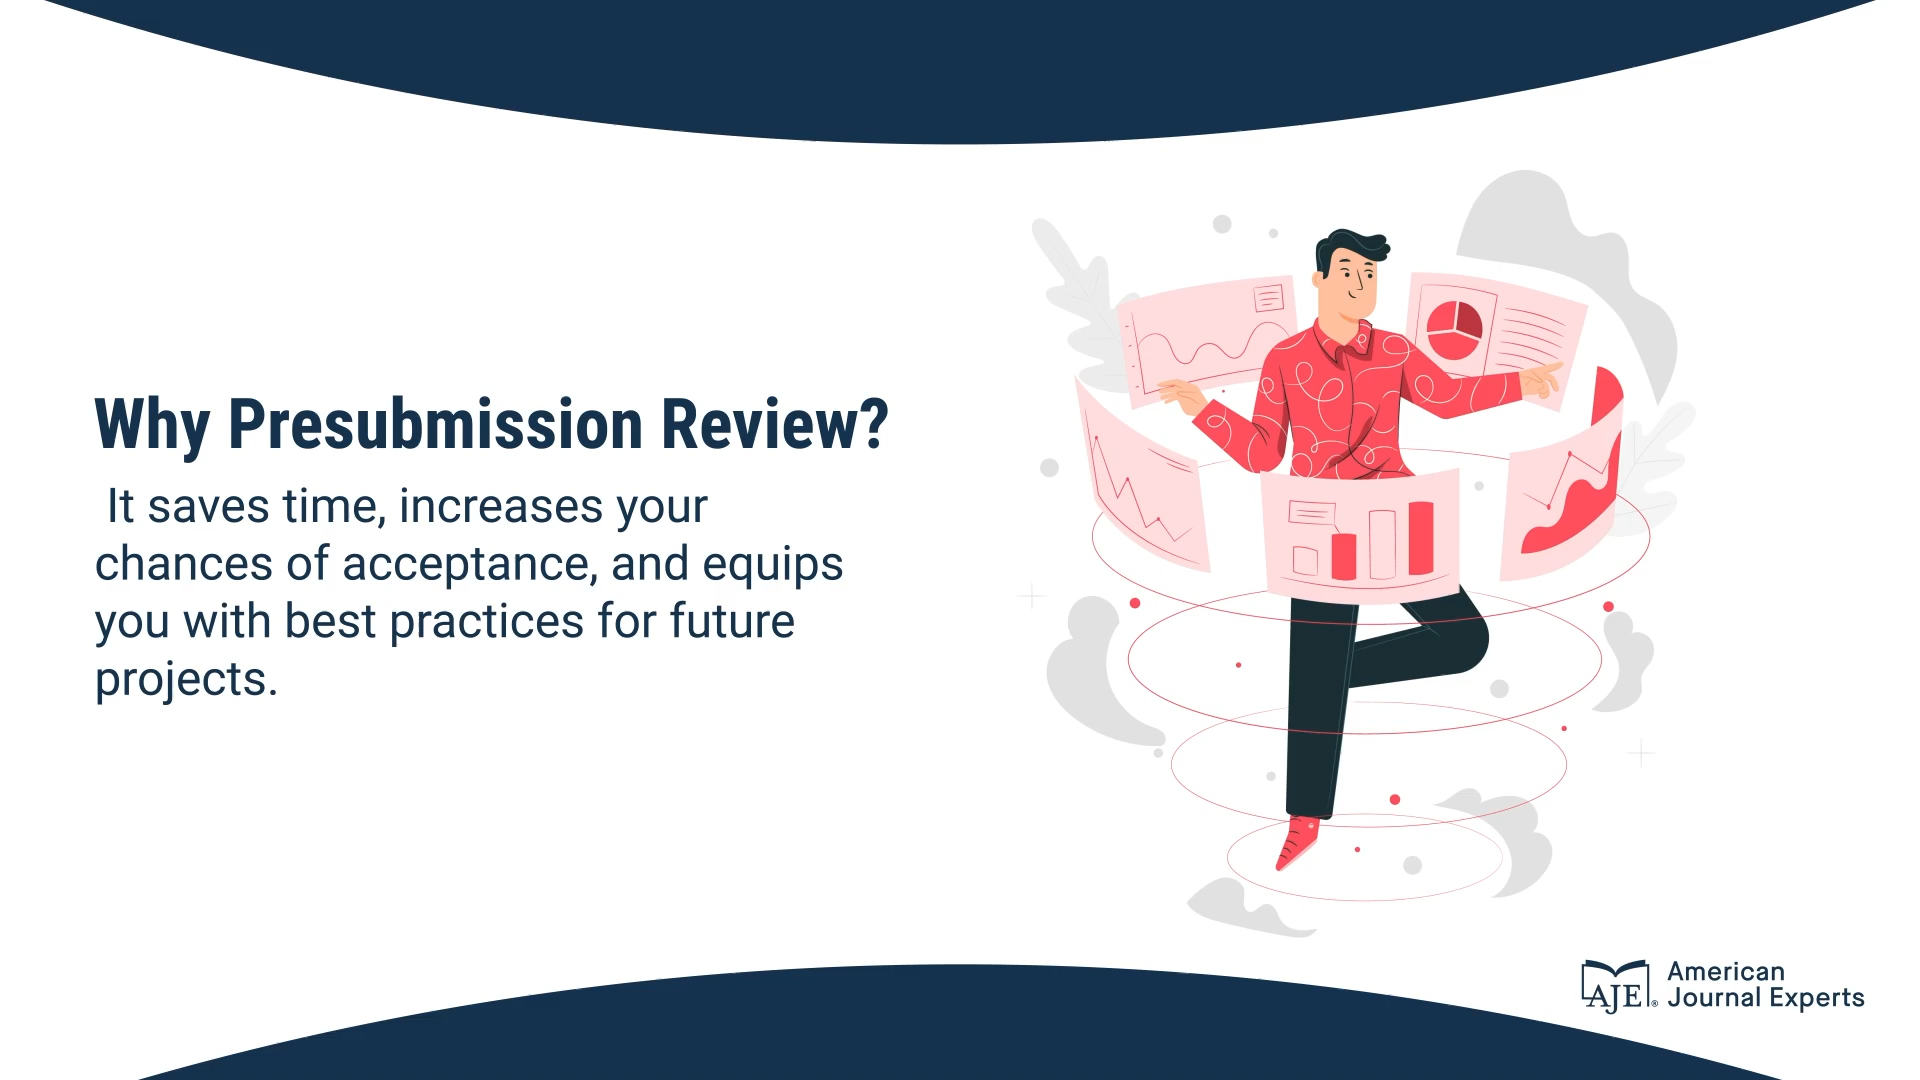 Why Presubmission Review?
It saves time, increases your
chances of acceptance, and equips
you with best practices for future
projects.
AJE®
American
Journal Experts